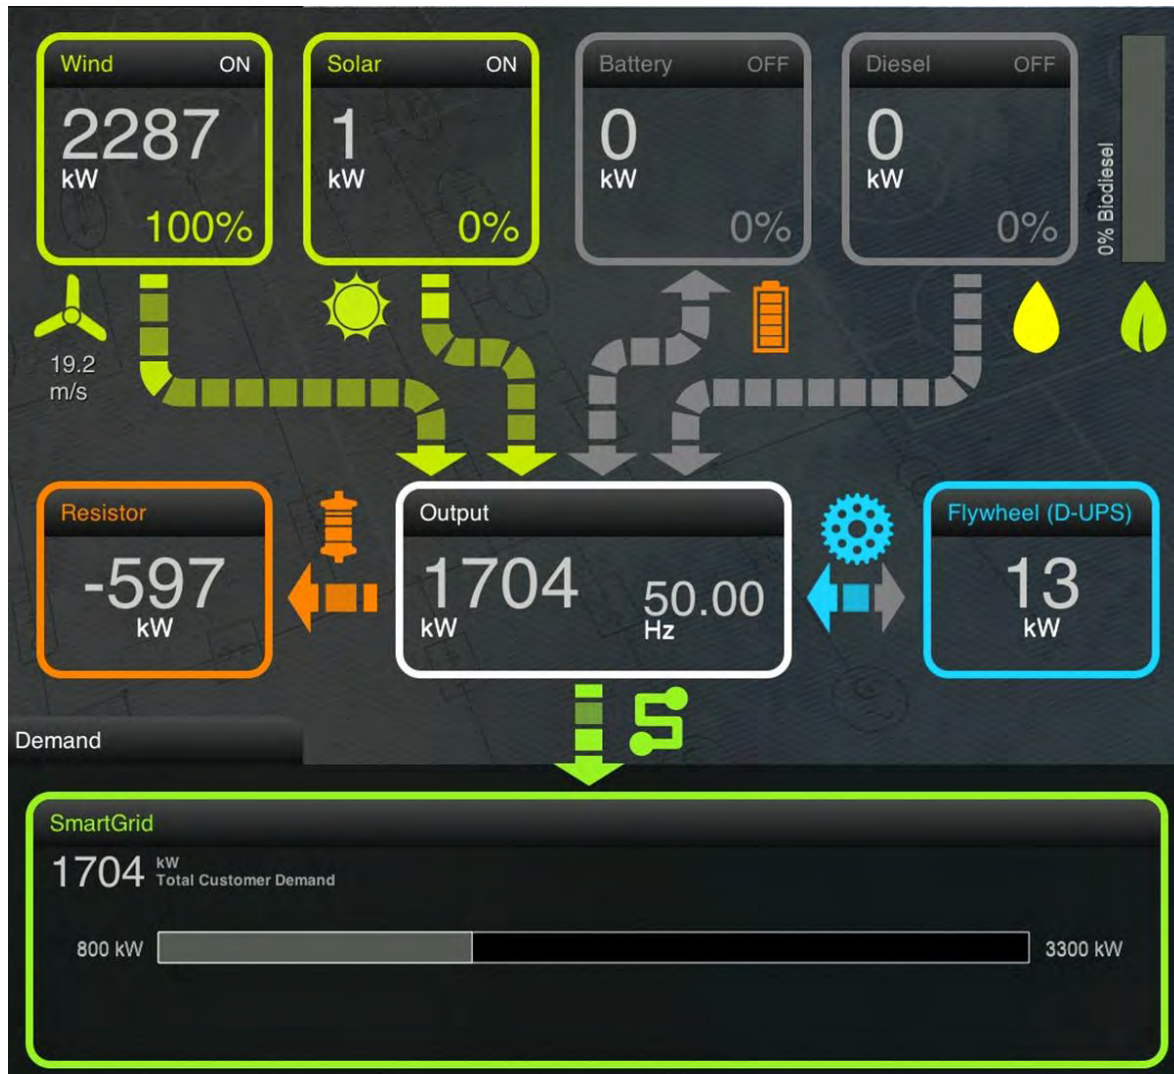 Wind ON
2287
kW
100%
Solar ON
1
kW
0%
Battery OFF
0
kW
0%
Diesel OFF
0
kW
0%
0% Biodiesel
19.2
m/s
Resistor
-597
kW
Output
1704
kW
50.00
Hz
Flywheel (D-UPS)
13
kW
Demand
SmartGrid
1704 kW
Total Customer Demand
800 kW
3300 kW